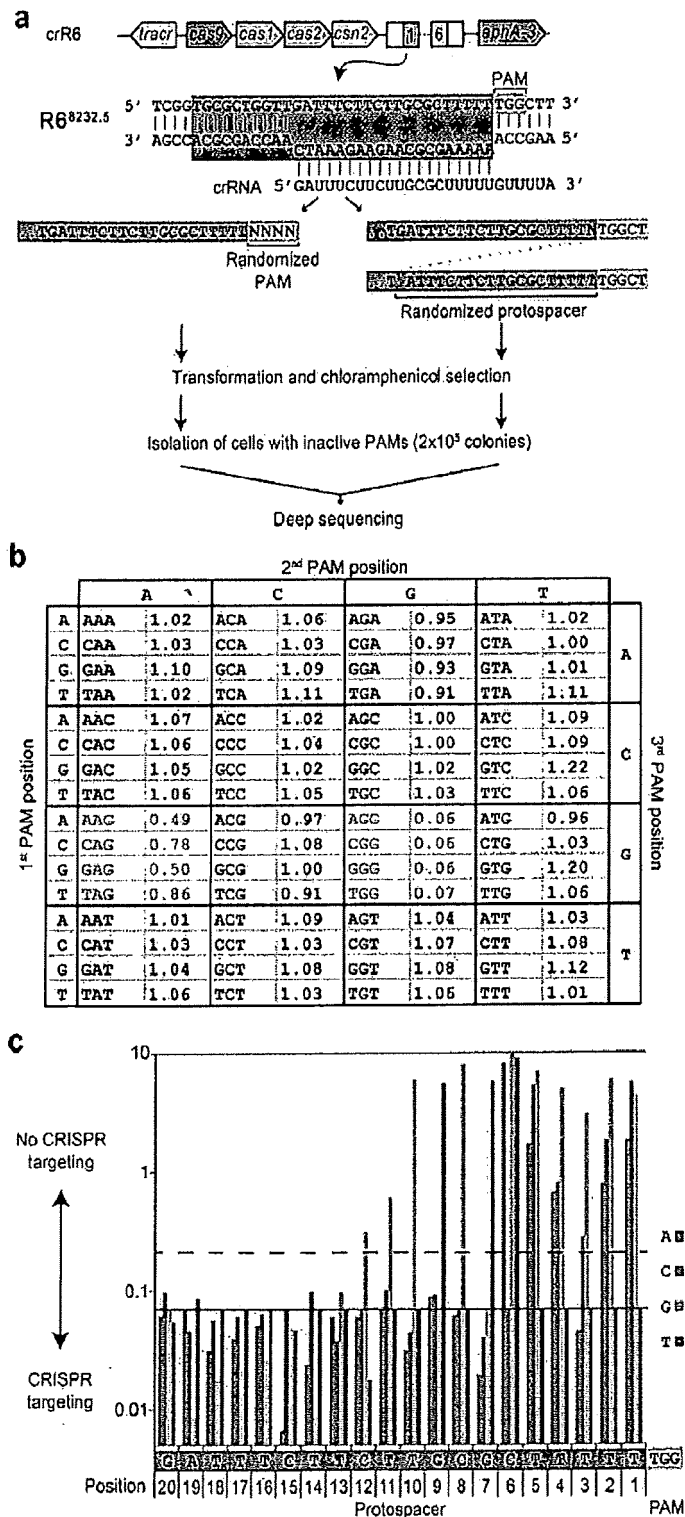 a
crR6 tracr cas9 cas1 cas2 csn2 1 6 aphA-3
PAM
5′ TCGGTGCGCTGGTTGATTTCTTCTTGCGCTTTTTTGGCTT 3′
R6⁸²³².⁵
3′ AGCCACGCGACCAA ACCGAA 5′
CTAAAGAAGAACGCGAAAAA
crRNA 5′GAUUUCUUCUUGCGCUUUUUGUUUUA 3′
TGATTTCTTCTTGCGCTTTTTNNNN
TGATTTCTTCTTGCGCTTTTNTGGCT
Randomized
PAM
ATTTCTTCTTGCGCTTTTTTGGCT
Randomized protospacer
Transformation and chloramphenicol selection
Isolation of cells with inactive PAMs (2x10⁵ colonies)
Deep sequencing
b
2nd PAM position
A C G T
A AAA 1.02 ACA 1.06 AGA 0.95 ATA 1.02
C CAA 1.03 CCA 1.03 CGA 0.97 CTA 1.00 A
G GAA 1.10 GCA 1.09 GGA 0.93 GTA 1.01
T TAA 1.02 TCA 1.11 TGA 0.91 TTA 1.11
A AAC 1.07 ACC 1.02 AGC 1.00 ATC 1.09
C CAC 1.06 CCC 1.04 CGC 1.00 CTC 1.09 C
G GAC 1.05 GCC 1.02 GGC 1.02 GTC 1.22
T TAC 1.06 TCC 1.05 TGC 1.03 TTC 1.06
A AAG 0.49 ACG 0.97 AGG 0.06 ATG 0.96
C CAG 0.78 CCG 1.08 CGG 0.06 CTG 1.03 G
G GAG 0.50 GCG 1.00 GGG 0.06 GTG 1.20
T TAG 0.86 TCG 0.91 TGG 0.07 TTG 1.06
A AAT 1.01 ACT 1.09 AGT 1.04 ATT 1.03
C CAT 1.03 CCT 1.03 CGT 1.07 CTT 1.08 T
G GAT 1.04 GCT 1.08 GGT 1.08 GTT 1.12
T TAT 1.06 TCT 1.03 TGT 1.05 TTT 1.01
1st PAM position
3rd PAM position
c
10
No CRISPR
targeting
1
A
C
0.1
G
T
CRISPR
targeting
0.01
G A T T T C T T C T T G C G C T T T T T TGG
Position 20 19 18 17 16 15 14 13 12 11 10 9 8 7 6 5 4 3 2 1
Protospacer PAM